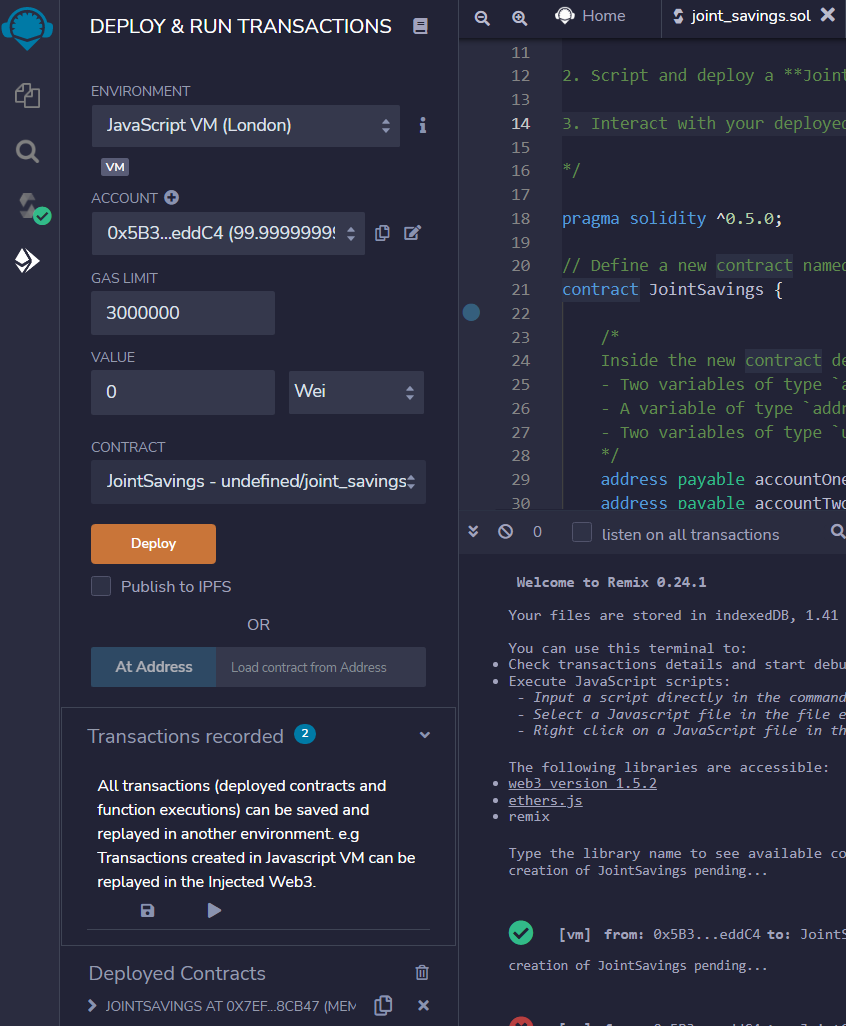 DEPLOY & RUN TRANSACTIONS
ENVIRONMENT
JavaScript VM (London)
VM
ACCOUNT
0x5B3...eddC4 (99.9999999
GAS LIMIT
3000000
VALUE
0
Wei
CONTRACT
JointSavings - undefined/joint_savings
Deploy
Publish to IPFS
OR
At Address
Load contract from Address
Transactions recorded 2
All transactions (deployed contracts and
function executions) can be saved and
replayed in another environment. e.g
Transactions created in Javascript VM can be
replayed in the Injected Web3.
Deployed Contracts
JOINTSAVINGS AT 0X7EF...8CB47 (MEM
Home
joint_savings.sol
11
12 2. Script and deploy a **Joint
13
14 3. Interact with your deployed
15
16 */
17
18 pragma solidity ^0.5.0;
19
20 // Define a new contract named
21 contract JointSavings {
22
23 /*
24 Inside the new contract de
25 - Two variables of type `a
26 - A variable of type `addr
27 - Two variables of type `u
28 */
29 address payable accountOne
30 address payable accountTwo
0
listen on all transactions
Welcome to Remix 0.24.1
Your files are stored in indexedDB, 1.41
You can use this terminal to:
• Check transactions details and start debu
• Execute JavaScript scripts:
- Input a script directly in the command
- Select a Javascript file in the file e
- Right click on a JavaScript file in th
The following libraries are accessible:
• web3 version 1.5.2
• ethers.js
• remix
Type the library name to see available co
creation of JointSavings pending...
[vm] from: 0x5B3...eddC4 to: JointS
creation of JointSavings pending...